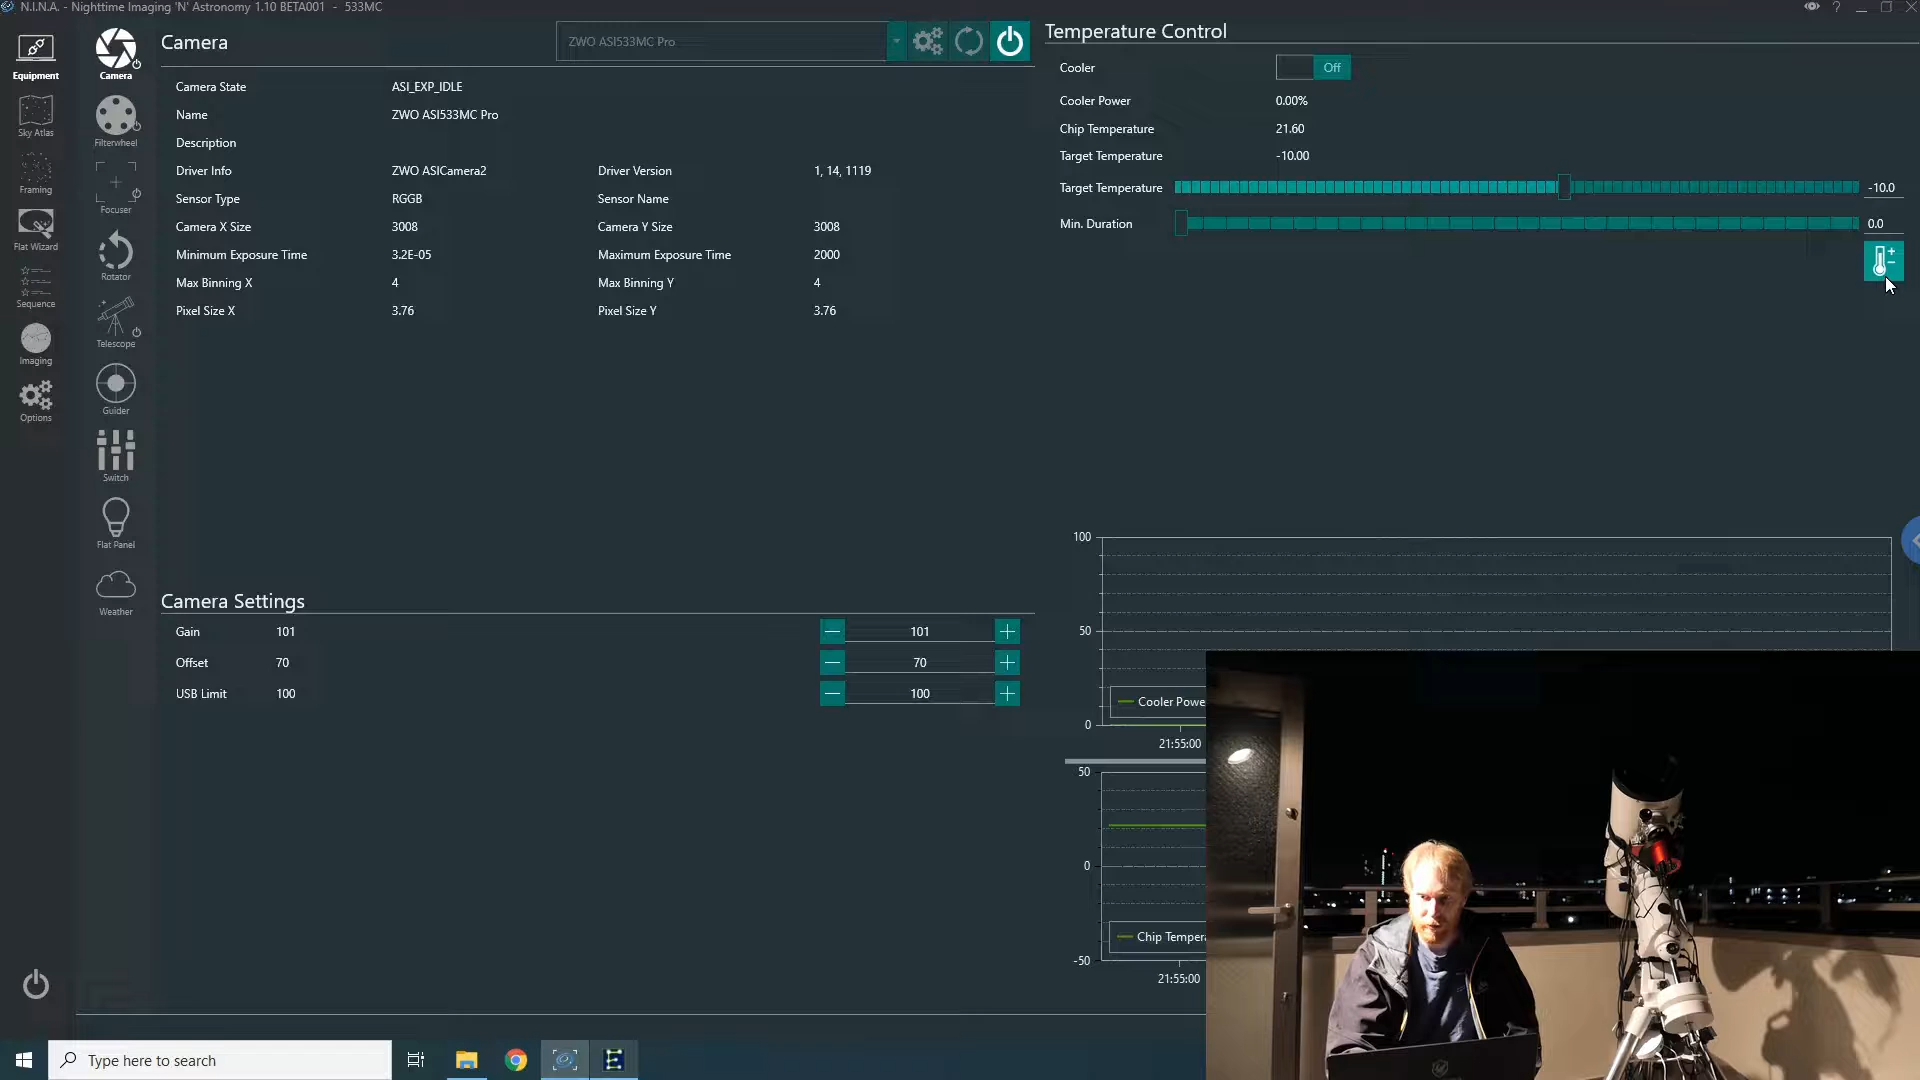 N.I.N.A. - Nighttime Imaging 'N' Astronomy 1.10 BETA001 - 533MC
Equipment
Sky Atlas
Framing
Flat Wizard
Sequence
Imaging
Options
Camera
Filterwheel
Focuser
Rotator
Telescope
Guider
Switch
Flat Panel
Weather
Camera
ZWO ASI533MC Pro
Camera State ASI_EXP_IDLE
Name ZWO ASI533MC Pro
Description
Driver Info ZWO ASICamera2 Driver Version 1, 14, 1119
Sensor Type RGGB Sensor Name
Camera X Size 3008 Camera Y Size 3008
Minimum Exposure Time 3.2E-05 Maximum Exposure Time 2000
Max Binning X 4 Max Binning Y 4
Pixel Size X 3.76 Pixel Size Y 3.76
Camera Settings
Gain 101 101
Offset 70 70
USB Limit 100 100
Temperature Control
Cooler Off
Cooler Power 0.00%
Chip Temperature 21.60
Target Temperature -10.00
Target Temperature -10.0
Min. Duration 0.0
100
50
Cooler Powe
0
21:55:00
50
0
Chip Tempera
-50
21:55:00
Type here to search